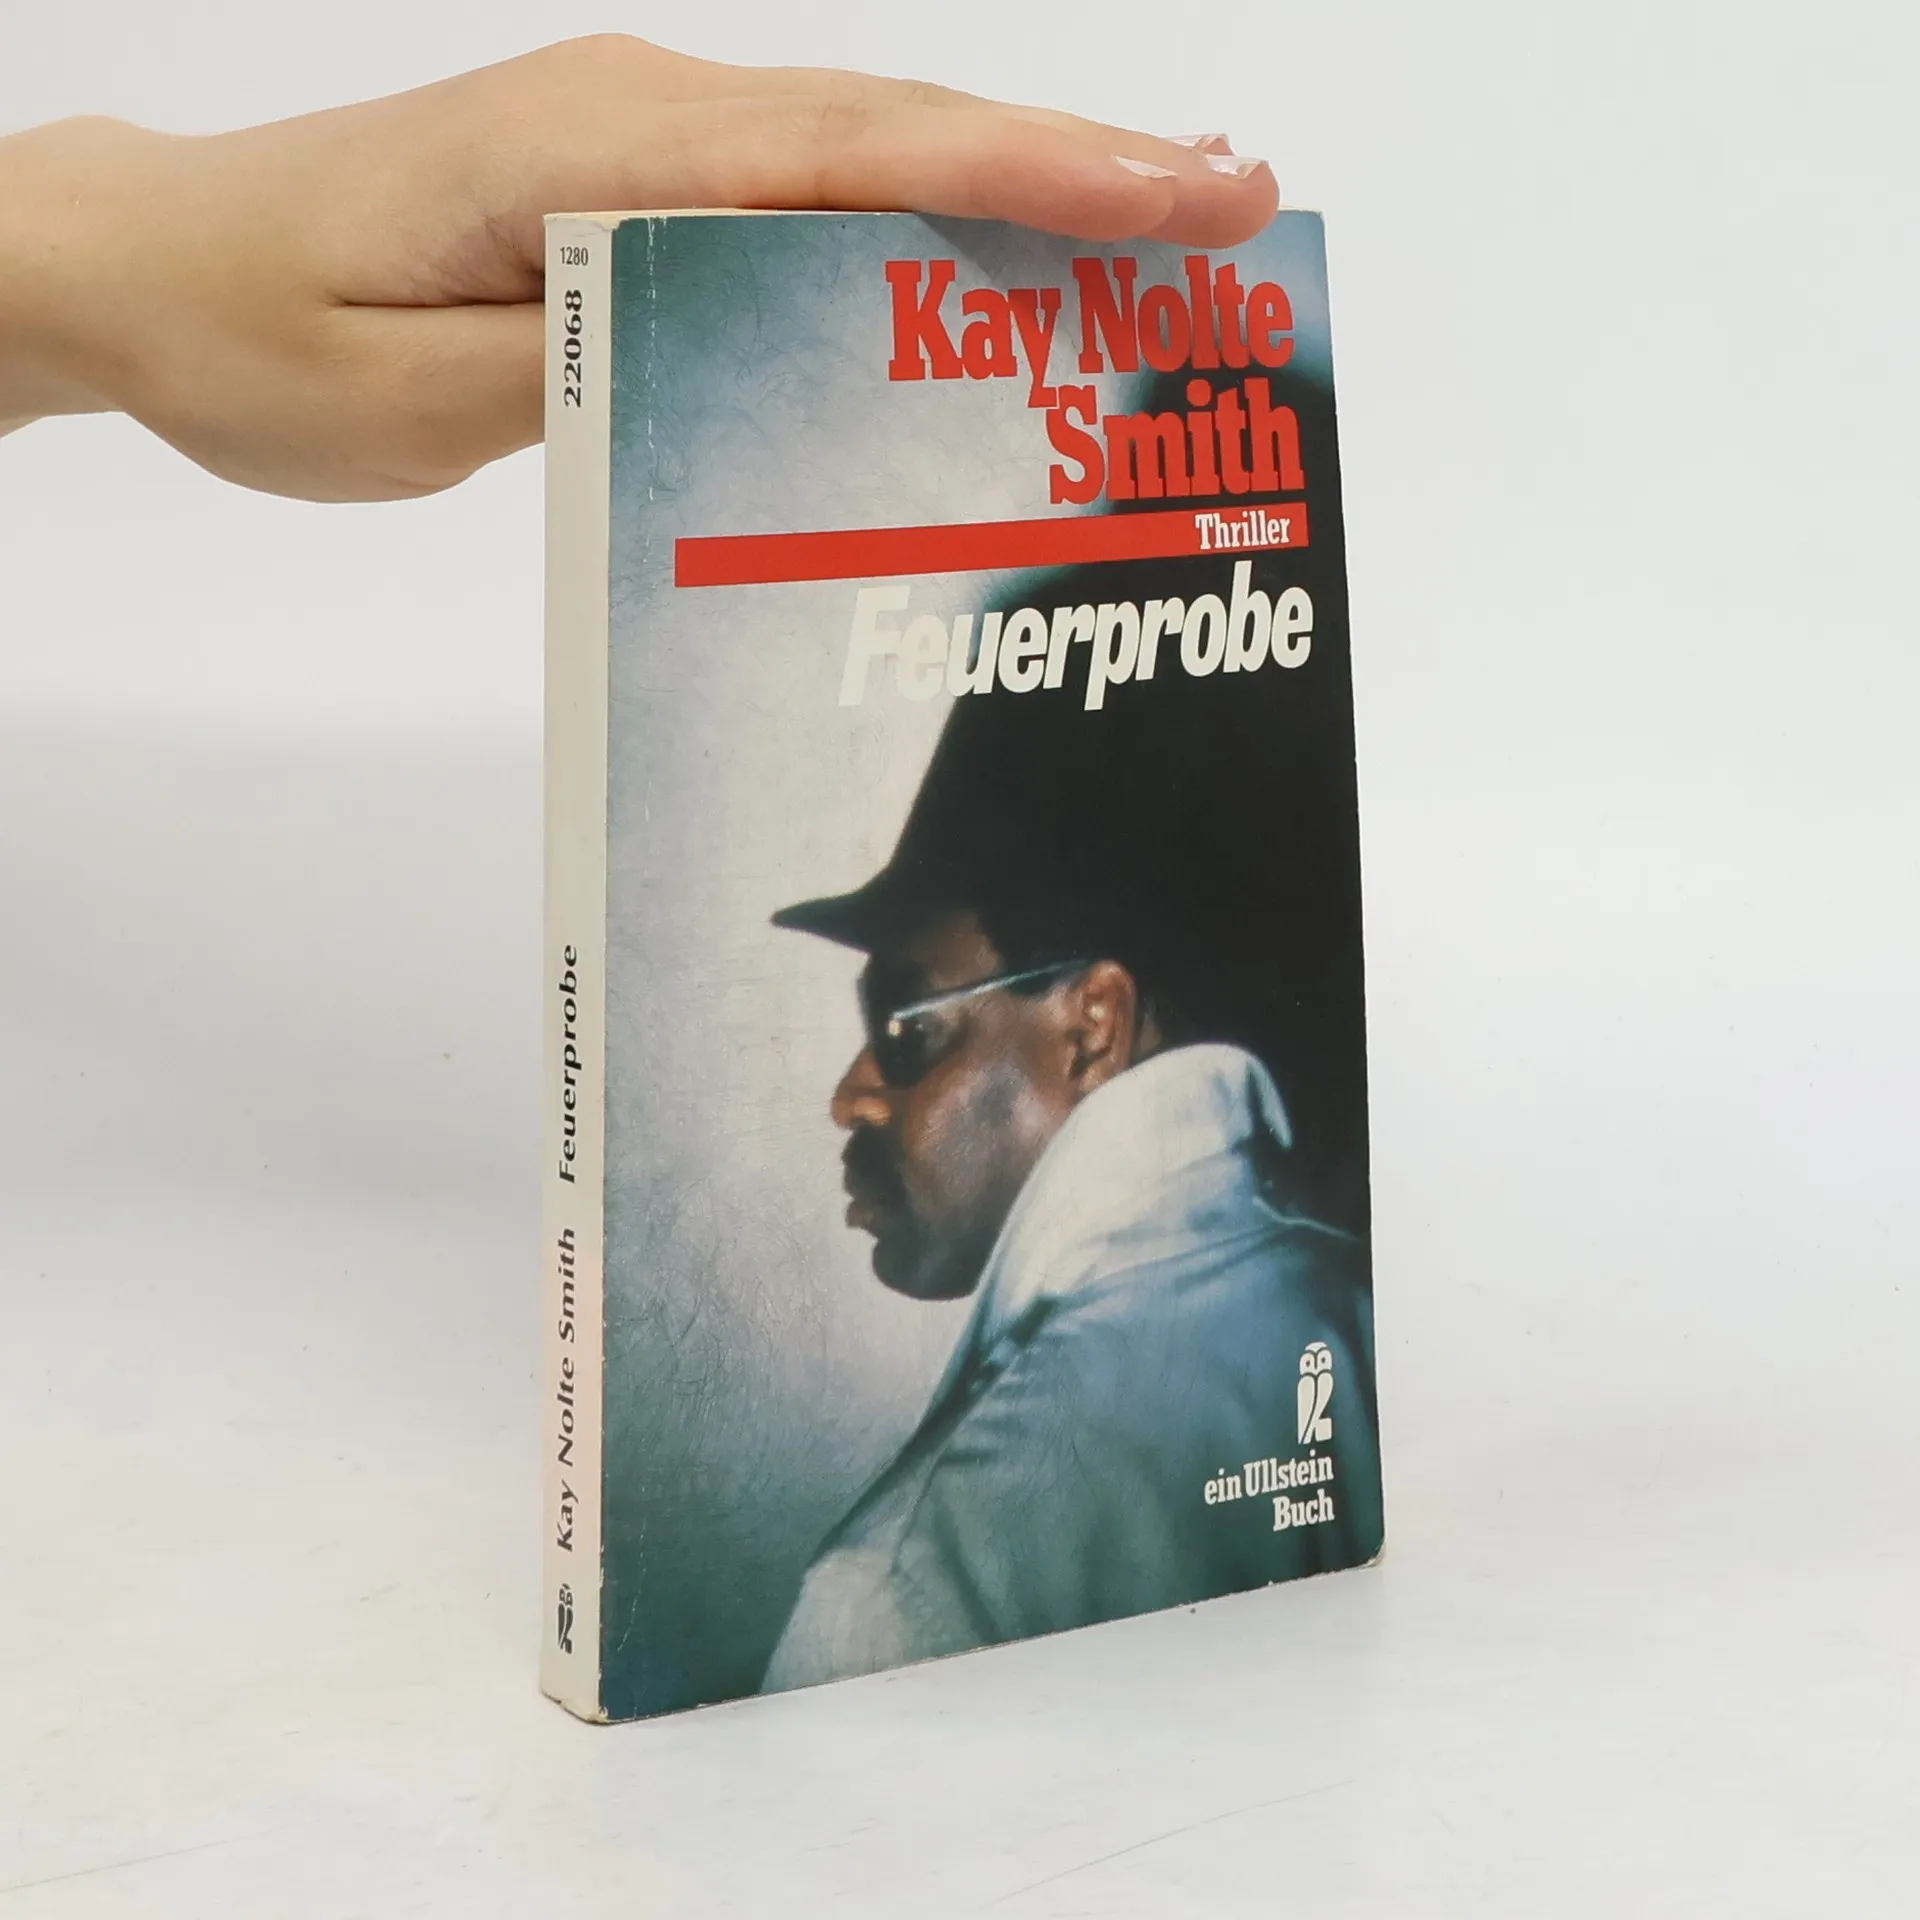 1280
22068
Kay Nolte Smith Feuerprobe
Kay Nolte
Smith
Thriller
Feuerprobe
ein Ullstein
Buch